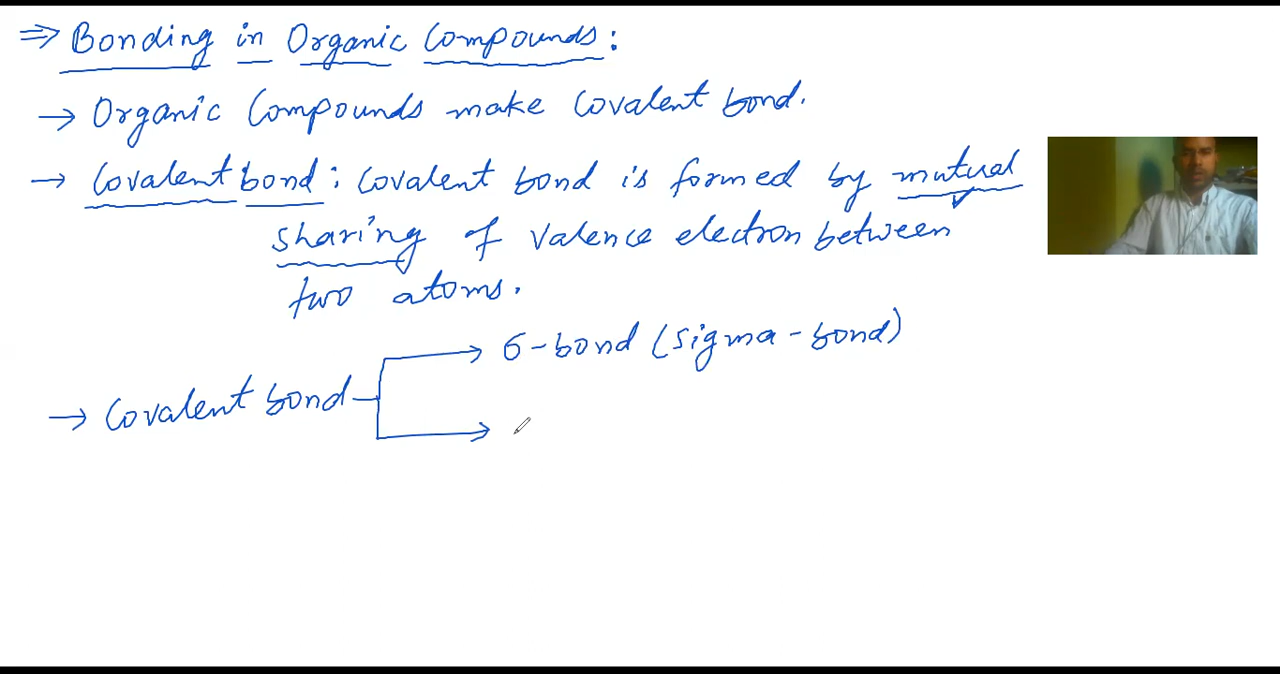 ⇒ Bonding in Organic Compounds:
→ Organic Compounds make Covalent bond.
→ Covalent bond: Covalent bond is formed by mutual
sharing of valence electron between
two atoms.
σ-bond (sigma-bond)
→ Covalent bond